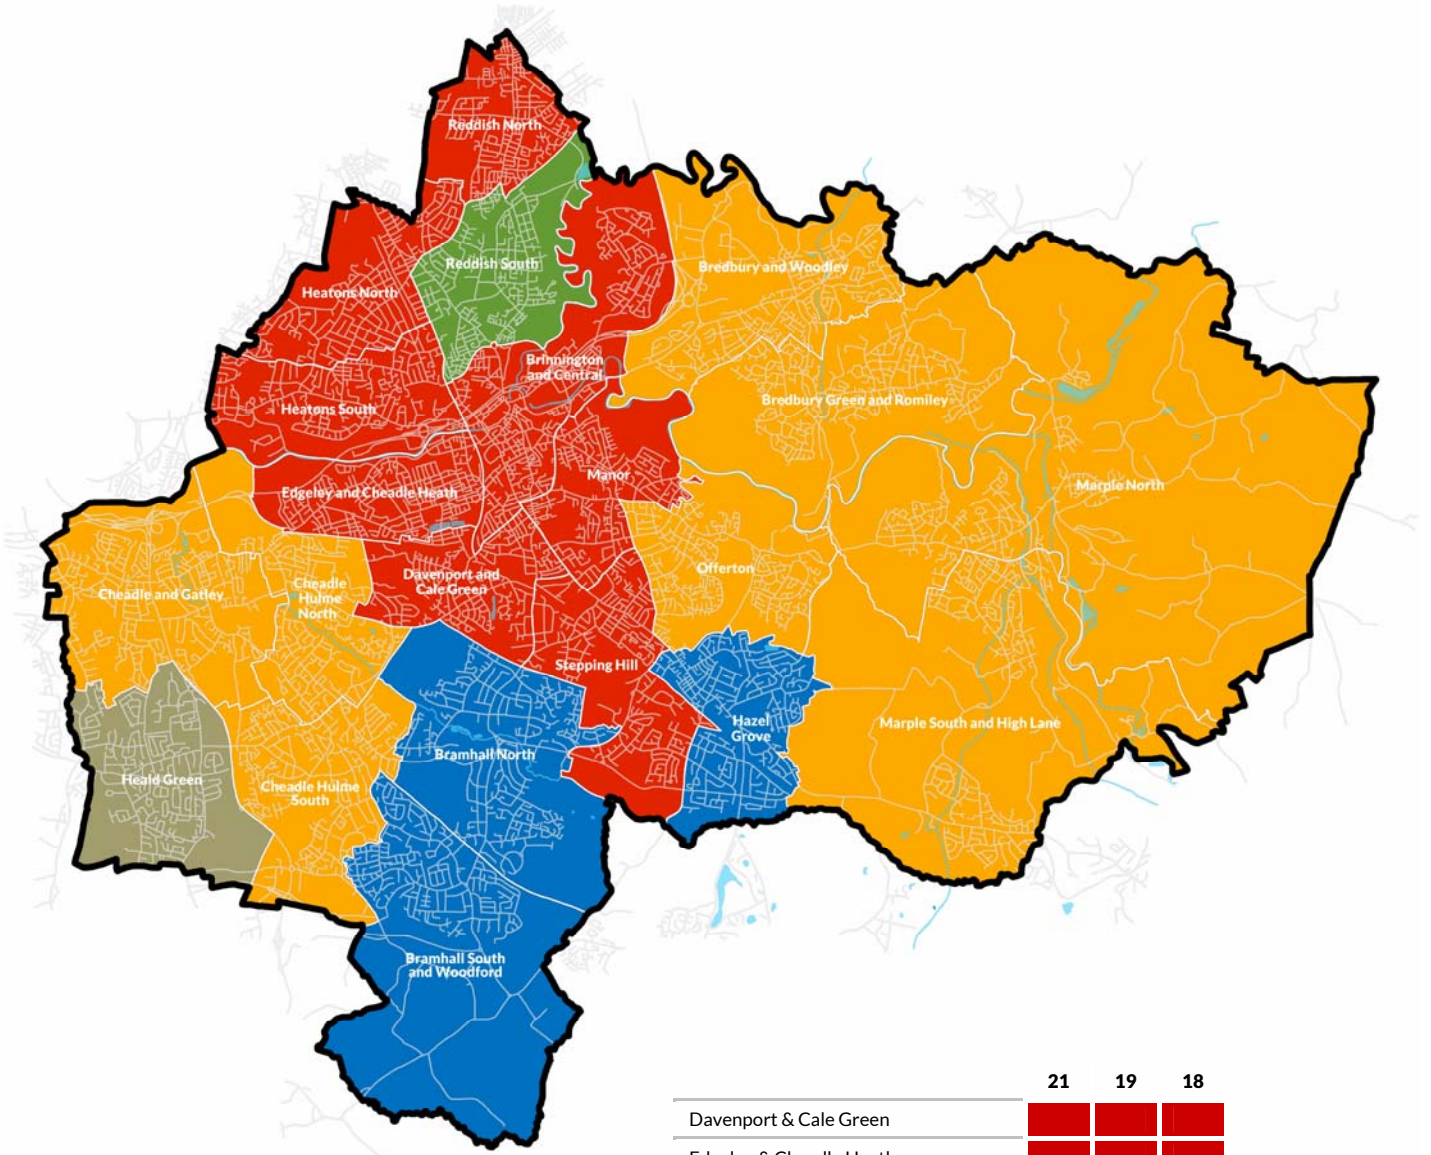 Reddish North
Reddish South
Bredbury and Woodley
Heatons North
Brinnington
and Central
Heatons South
Bredbury Green and Romiley
Manor
Marple North
Edgeley and Cheadle Heath
Offerton
Davenport and
Cale Green
Cheadle and Gatley
Cheadle
Hulme
North
Stepping Hill
Hazel
Grove
Marple South and High Lane
Bramhall North
Heald Green
Cheadle Hulme
South
Bramhall South
and Woodford
21 19 18
Davenport & Cale Green